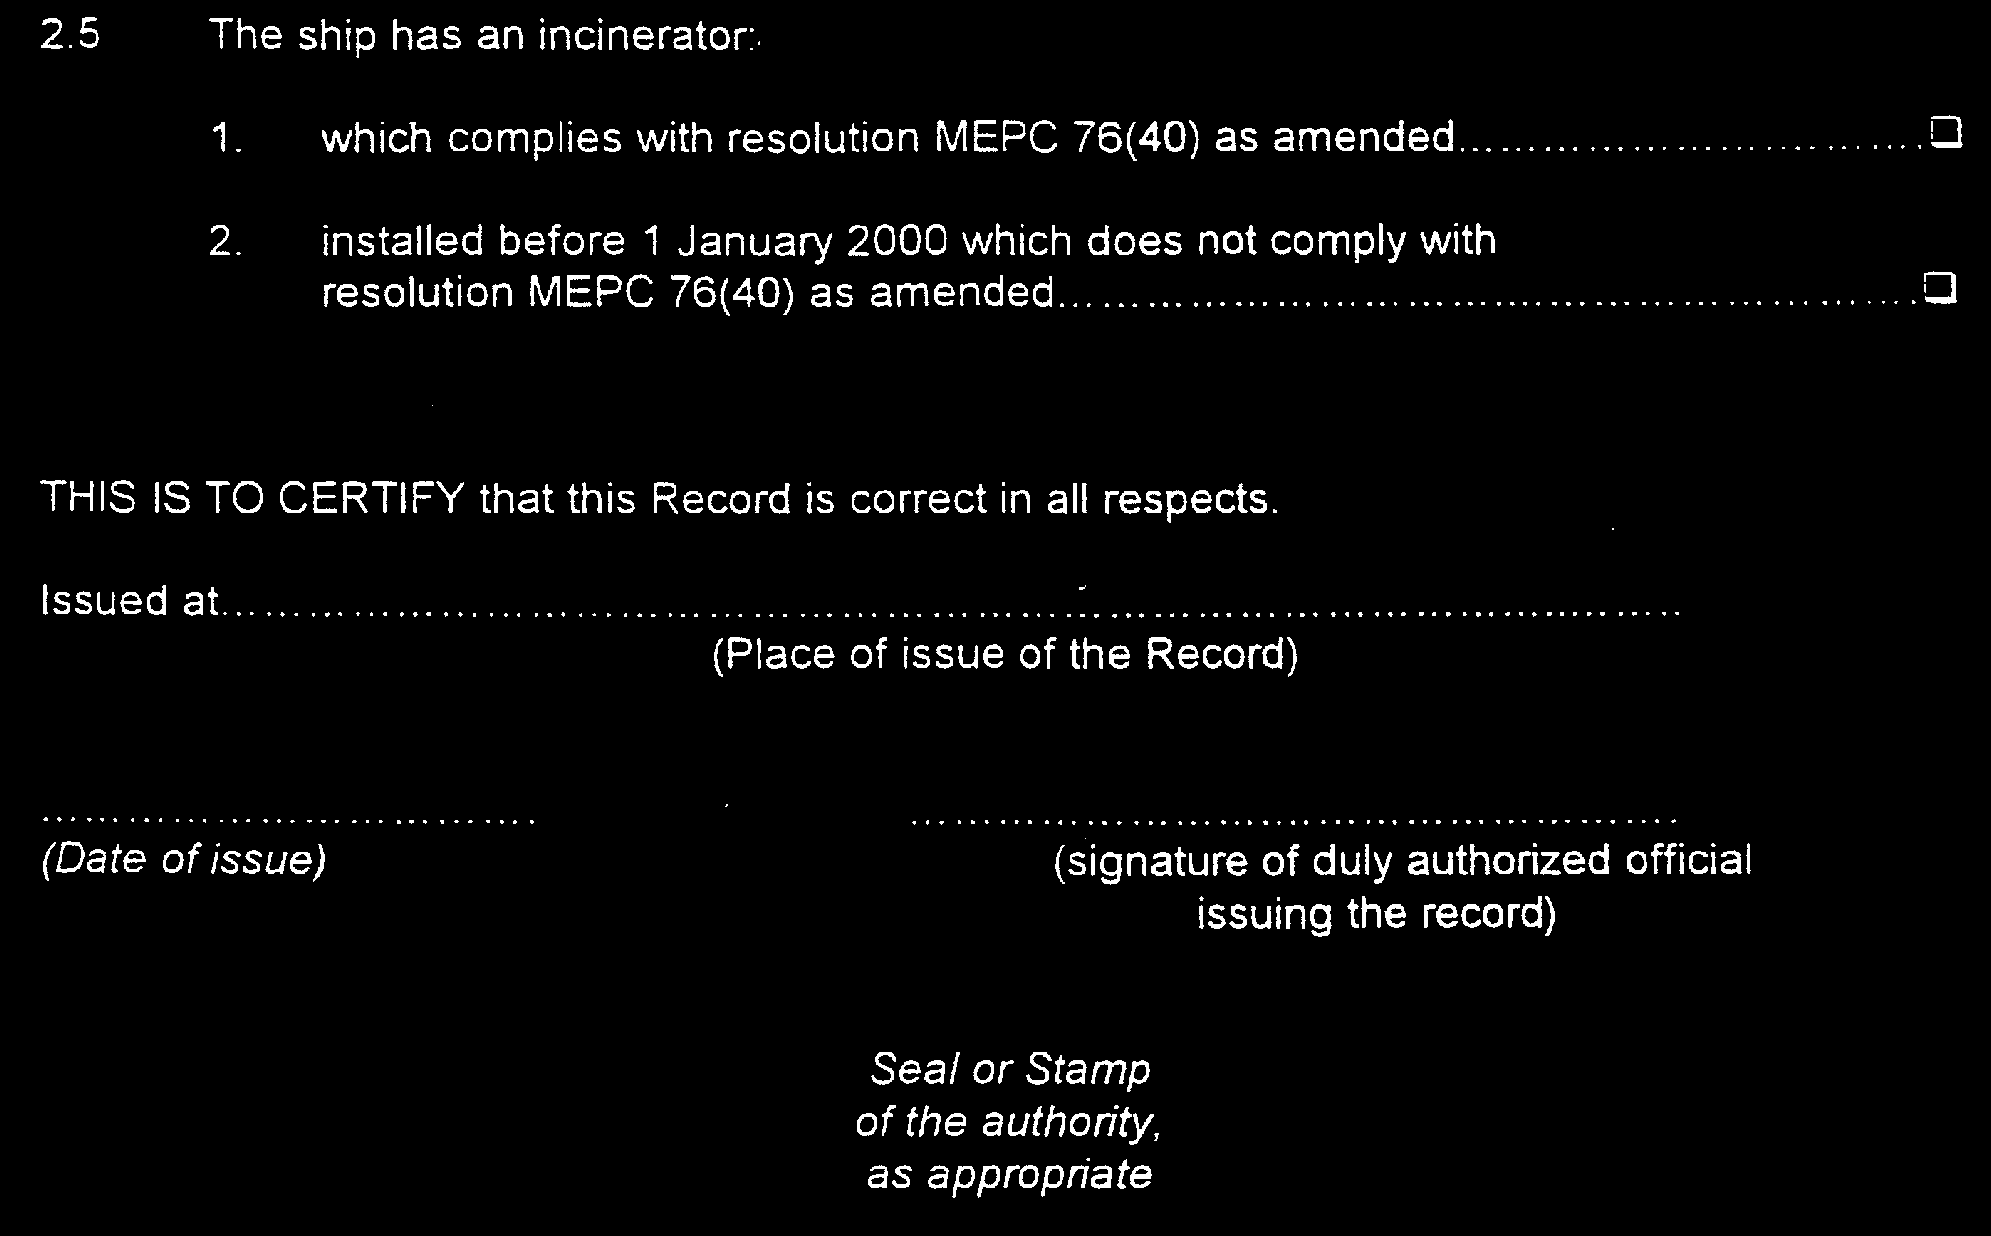 2.5 The ship has an incinerator:
1. which complies with resolution MEPC 76(40) as amended................................❑
2. installed before 1 January 2000 which does not comply with
resolution MEPC 76(40) as amended...........................................................❑
THIS IS TO CERTIFY that this Record is correct in all respects.
Issued at....................................................................................................
(Place of issue of the Record)
.................................. ....................................................
(Date of issue) (signature of duly authorized official
issuing the record)
Seal or Stamp
of the authority,
as appropriate